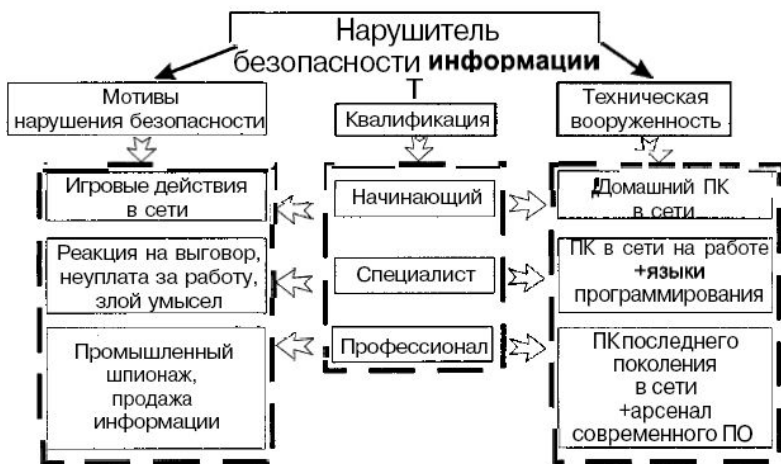 Нарушитель
безопасности информации
Мотивы
нарушения безопасности
Квалификация
Техническая
вооруженность
Игровые действия
в сети
Начинающий
Домашний ПК
в сети
Реакция на выговор,
неуплата за работу,
злой умысел
Специалист
ПК в сети на работе
+языки
программирования
Промышленный
шпионаж,
продажа
информации
Профессионал
ПК последнего
поколения
в сети
+арсенал
современного ПО